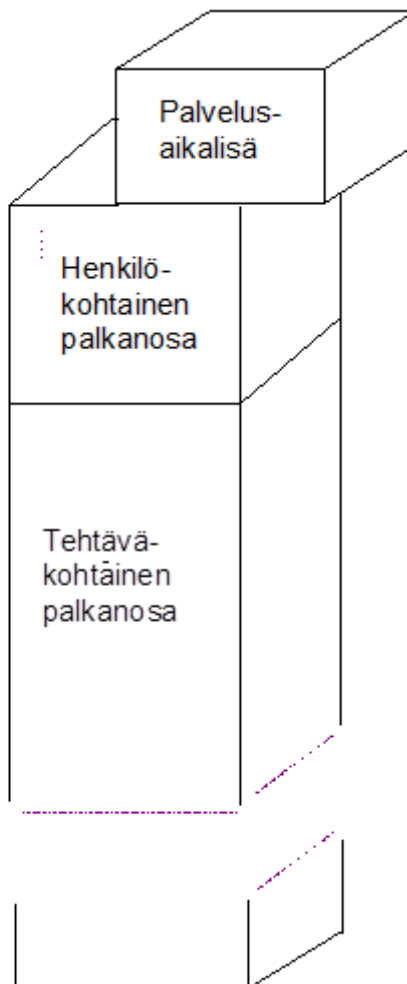 Palvelus-
aikalisä
Henkilö-
kohtainen
palkanosa
Tehtävä-
kohtainen
palkanosa